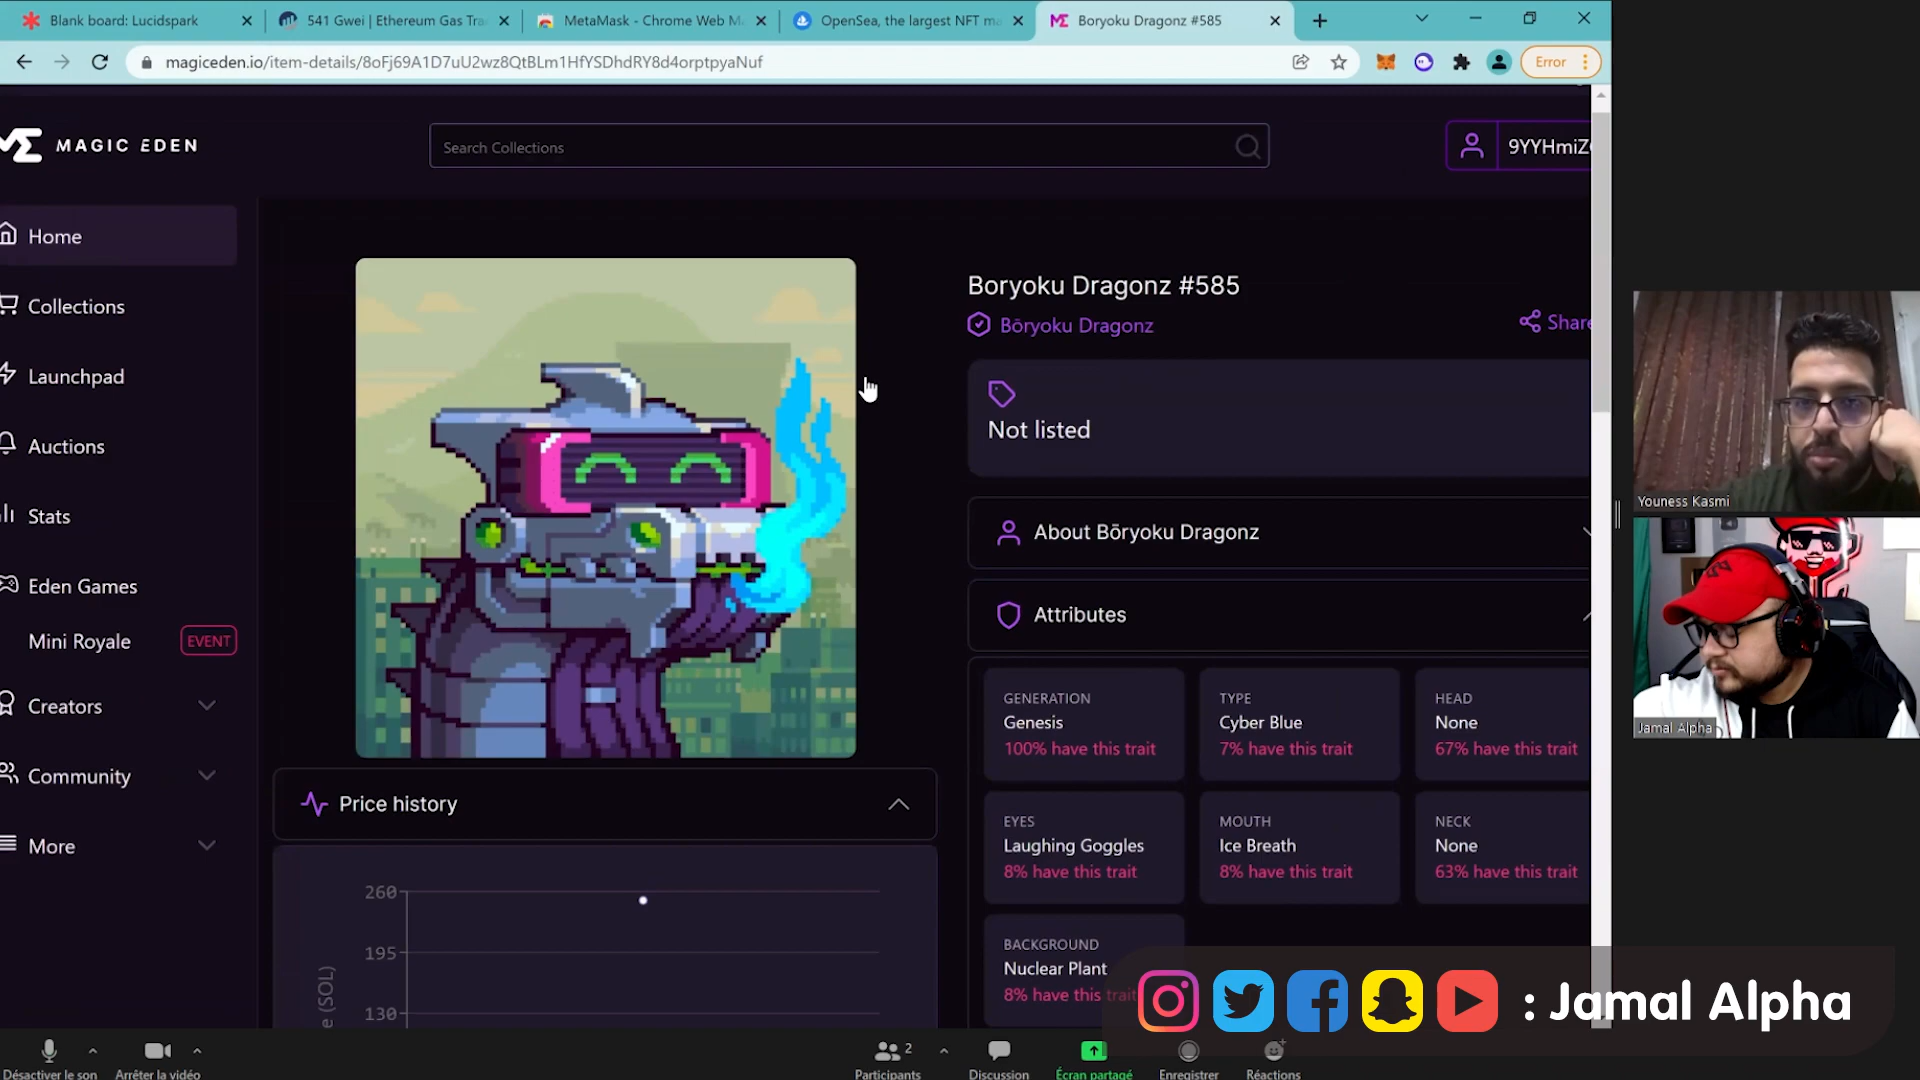 Blank board: Lucidspark
541 Gwei | Ethereum Gas Tra
MetaMask - Chrome Web M
OpenSea, the largest NFT ma
Boryoku Dragonz #585
magiceden.io/item-details/8oFj69A1D7uU2wz8QtBLm1HfYSDhdRY8d4orptpyaNuf
Error
MAGIC EDEN
Search Collections
9YYHmiZ
Home
Collections
Launchpad
Auctions
Stats
Eden Games
Mini Royale
EVENT
Creators
Community
More
Boryoku Dragonz #585
Bōryoku Dragonz
Share
Not listed
About Bōryoku Dragonz
Attributes
GENERATION
Genesis
100% have this trait
TYPE
Cyber Blue
7% have this trait
HEAD
None
67% have this trait
EYES
Laughing Goggles
8% have this trait
MOUTH
Ice Breath
8% have this trait
NECK
None
63% have this trait
BACKGROUND
Nuclear Plant
8% have this trait
Price history
260
195
130
e (SOL)
Youness Kasmi
Jamal Alpha
: Jamal Alpha
Désactiver le son
Arrêter la vidéo
2
Participants
Discussion
Écran partagé
Enregistrer
Réactions